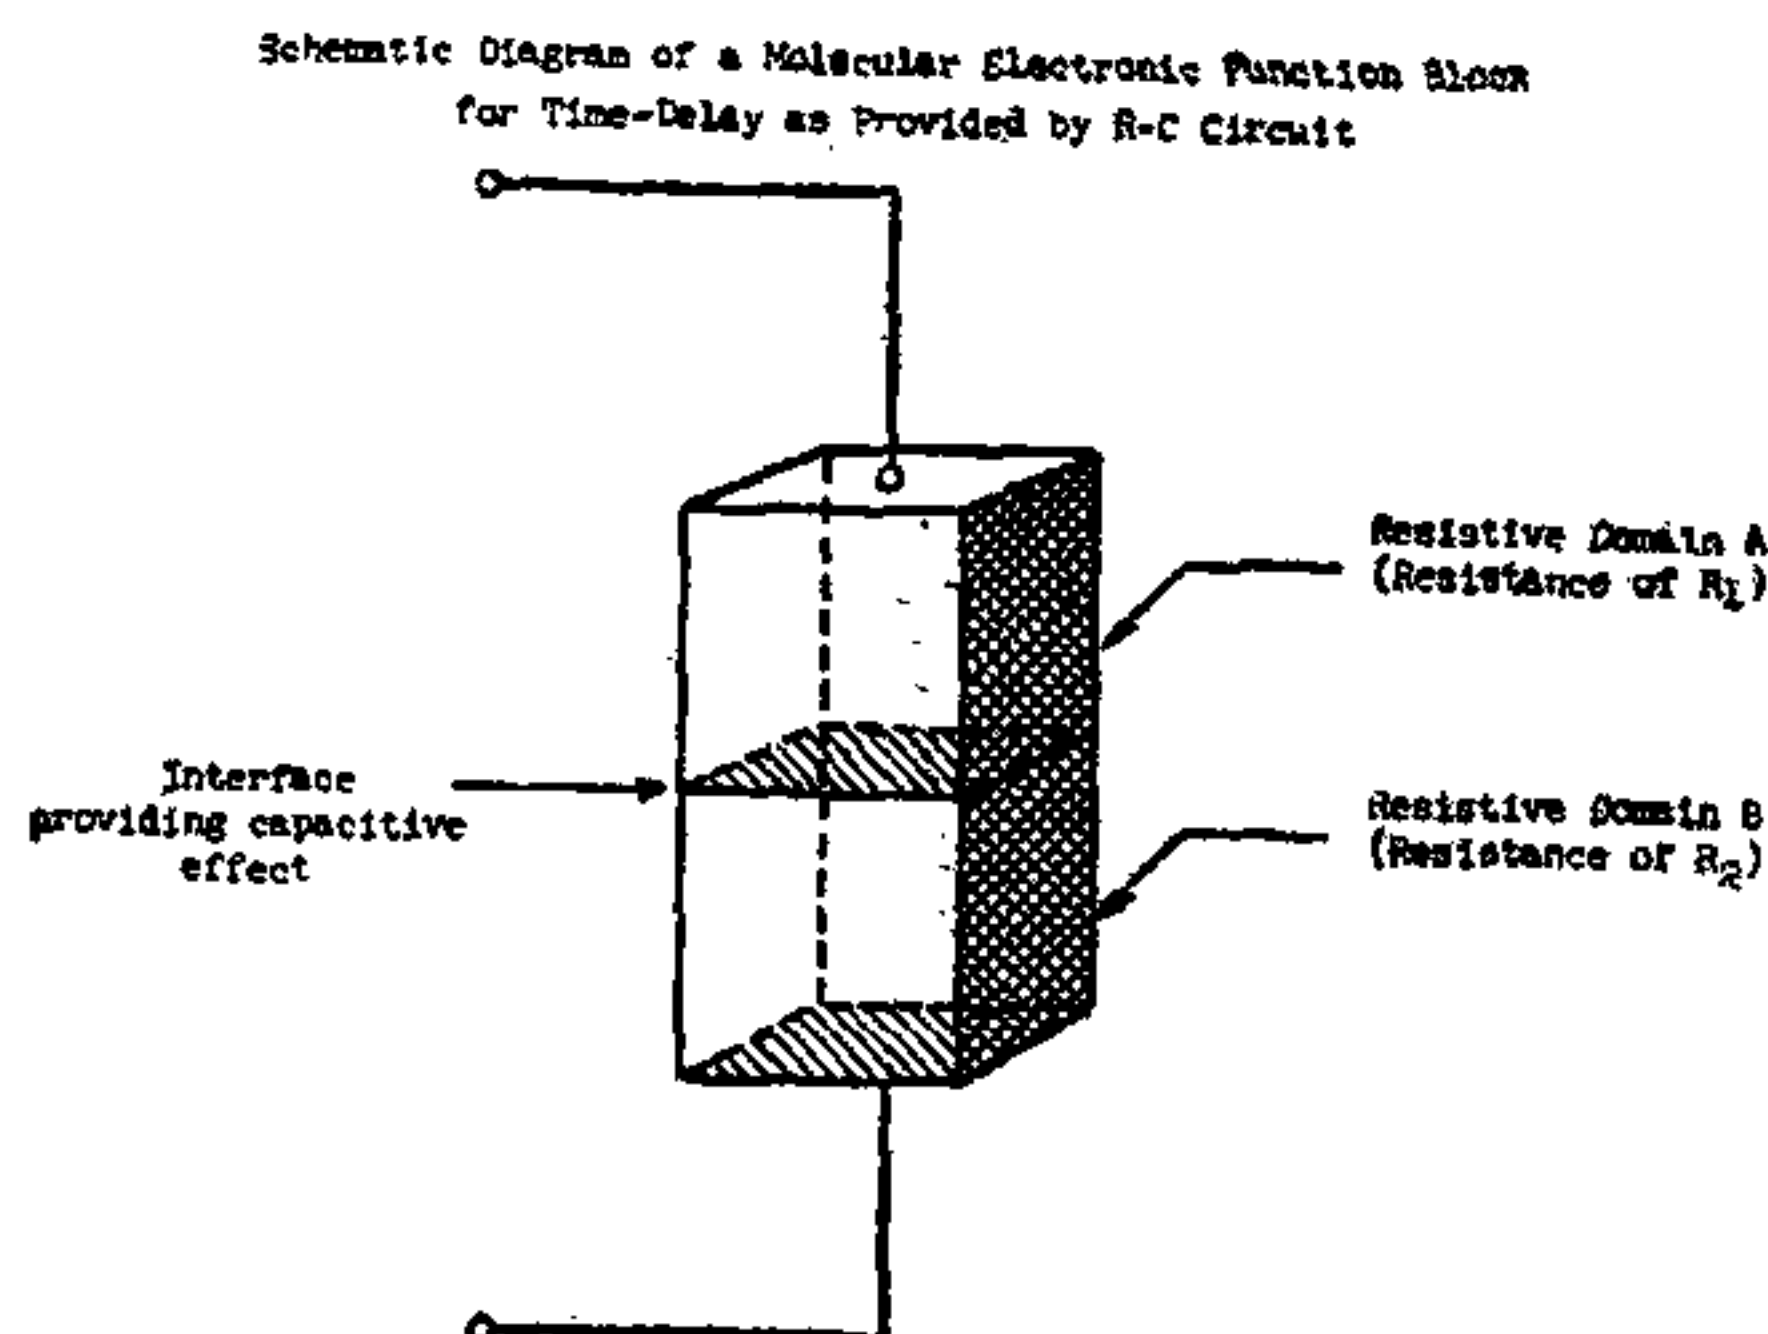 Schematic Diagram of a Molecular Electronic Function Block
for Time-Delay as Provided by R-C Circuit
Resistive Domain A
(Resistance of R1)
Interface
providing capacitive
effect
Resistive Domain B
(Resistance of R2)